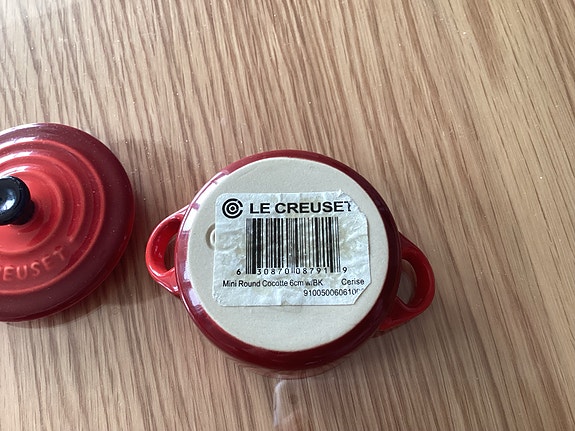 LE CREUSET
6 30870 08791 9
Mini Round Cocotte 6cm w/BK Cerise
CREUSET